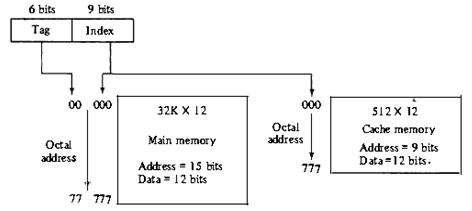 6 bits 9 bits
Tag Index
00 000
32K X 12
Main memory
Address = 15 bits
Data = 12 bits
Octal
address
77 777
000
512 X 12
Cache memory
Address = 9 bits
Data = 12 bits.
Octal
address
777